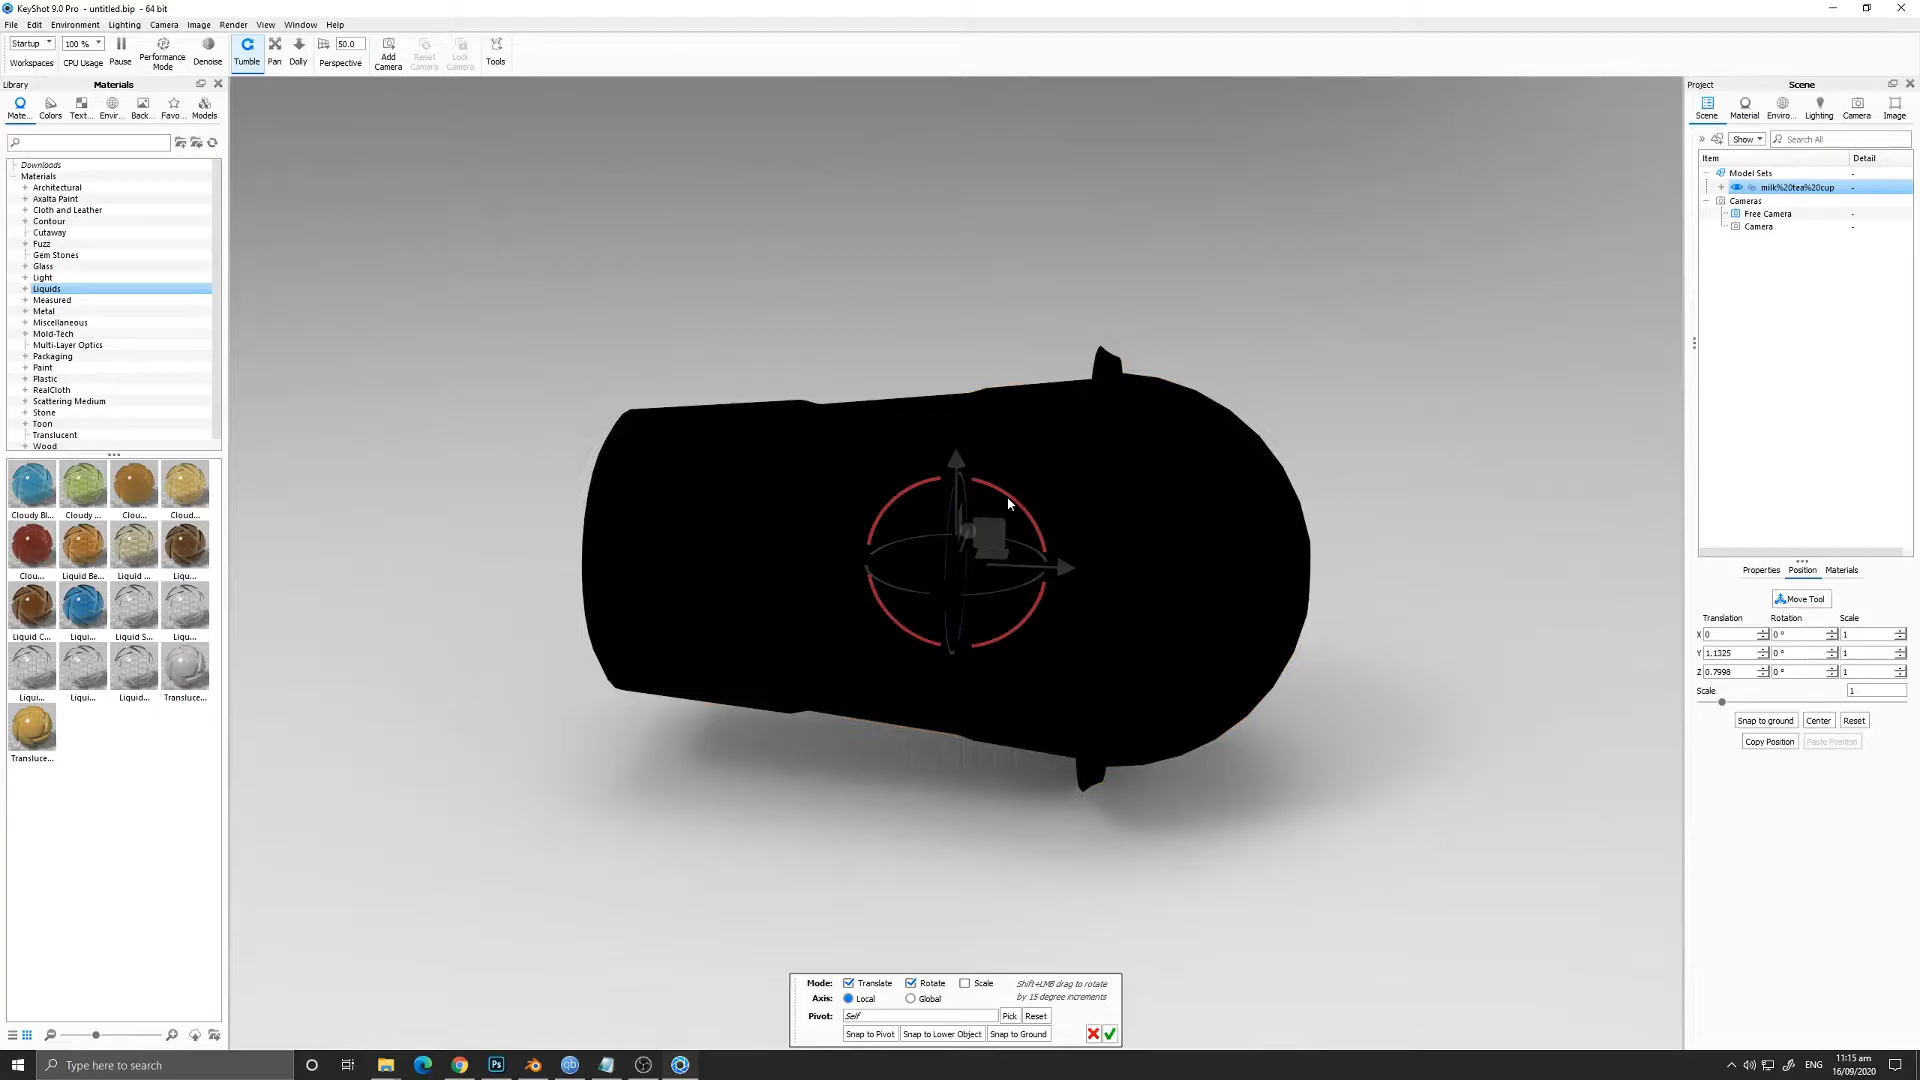 KeyShot 9.0 Pro - untitled.bip - 64 bit
File Edit Environment Lighting Camera Image Render View Window Help
Startup 100 % 50.0
Workspaces CPU Usage Pause Performance Mode Denoise Tumble Pan Dolly Perspective Add Camera Reset Camera Lock Camera Tools
Library Materials
Mate... Colors Text... Envir... Back... Favo... Models
Downloads
Materials
Architectural
Axalta Paint
Cloth and Leather
Contour
Cutaway
Fuzz
Gem Stones
Glass
Light
Liquids
Measured
Metal
Miscellaneous
Mold-Tech
Multi-Layer Optics
Packaging
Paint
Plastic
RealCloth
Scattering Medium
Stone
Toon
Translucent
Wood
Cloudy Bl... Cloudy ... Clou... Cloud...
Clou... Liquid Be... Liquid ... Liqu...
Liquid C... Liqui... Liquid S... Liqu...
Liqui... Liqui... Liquid... Transluce...
Transluce...
Project Scene
Scene Material Enviro... Lighting Camera Image
Show Search All
Item Detail
Model Sets -
milk%20tea%20cup -
Cameras
Free Camera -
Camera -
Properties Position Materials
Move Tool
Translation Rotation Scale
X 0 0 ° 1
Y 1.1325 0 ° 1
Z 0.7998 0 ° 1
Scale 1
Snap to ground Center Reset
Copy Position Paste Position
Mode: Translate Rotate Scale Shift+LMB drag to rotate
Axis: Local Global by 15 degree increments
Pivot: Self Pick Reset
Snap to Pivot Snap to Lower Object Snap to Ground
Type here to search
Ps qb ENG
11:15 am
16/09/2020